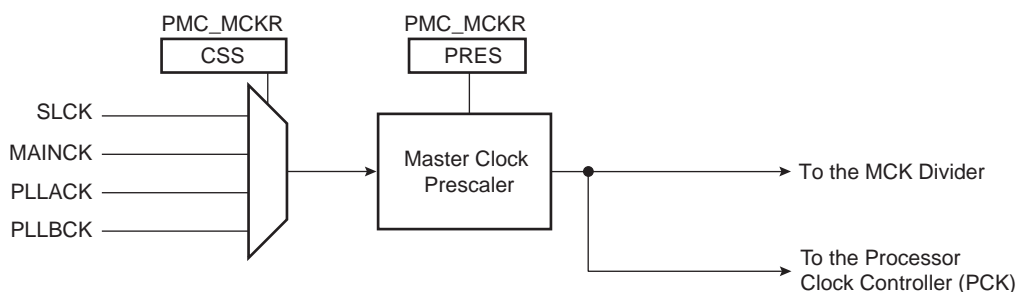 PMC_MCKR
PMC_MCKR
CSS
PRES
SLCK
MAINCK
PLLACK
PLLBCK
Master Clock
Prescaler
To the MCK Divider
To the Processor
Clock Controller (PCK)